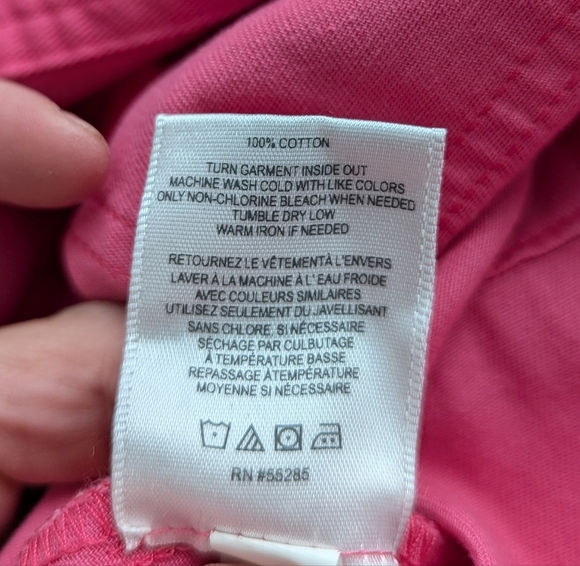 100% COTTON
TURN GARMENT INSIDE OUT
MACHINE WASH COLD WITH LIKE COLORS
ONLY NON-CHLORINE BLEACH WHEN NEEDED
TUMBLE DRY LOW
WARM IRON IF NEEDED
RETOURNEZ LE VÊTEMENTÀ L'ENVERS
LAVER À LA MACHINE À L' EAU FROIDE
AVEC COULEURS SIMILAIRES
UTILISEZ SEULEMENT DU JAVELLISANT
SANS CHLORE, SI NÉCESSAIRE
SÉCHAGE PAR CULBUTAGE
À TEMPÉRATURE BASSE
REPASSAGE ÀTEMPÉRATURE
MOYENNE SI NÉCESSAIRE
RN #55285